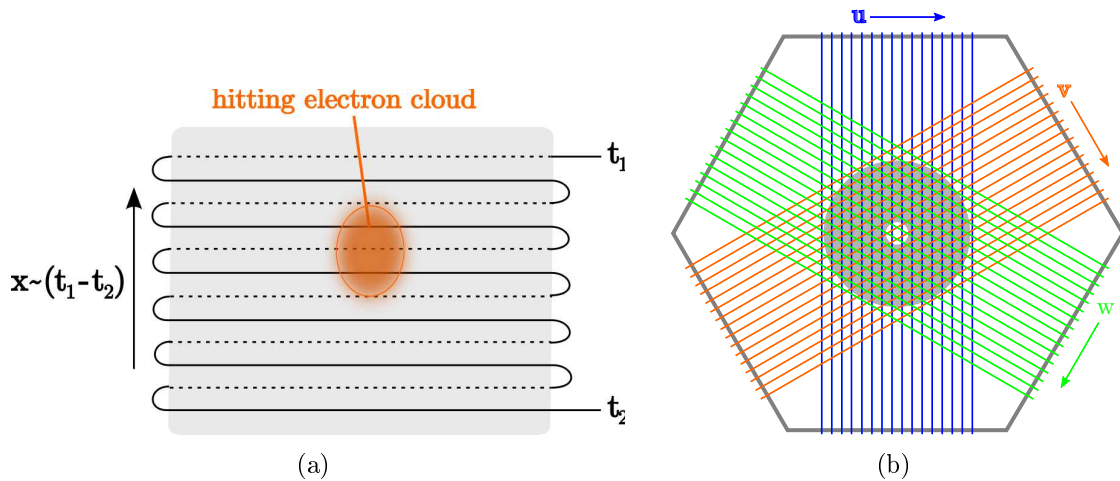 hitting electron cloud
t₁
x~(t₁-t₂)
t₂
(a)
u
v
w
(b)